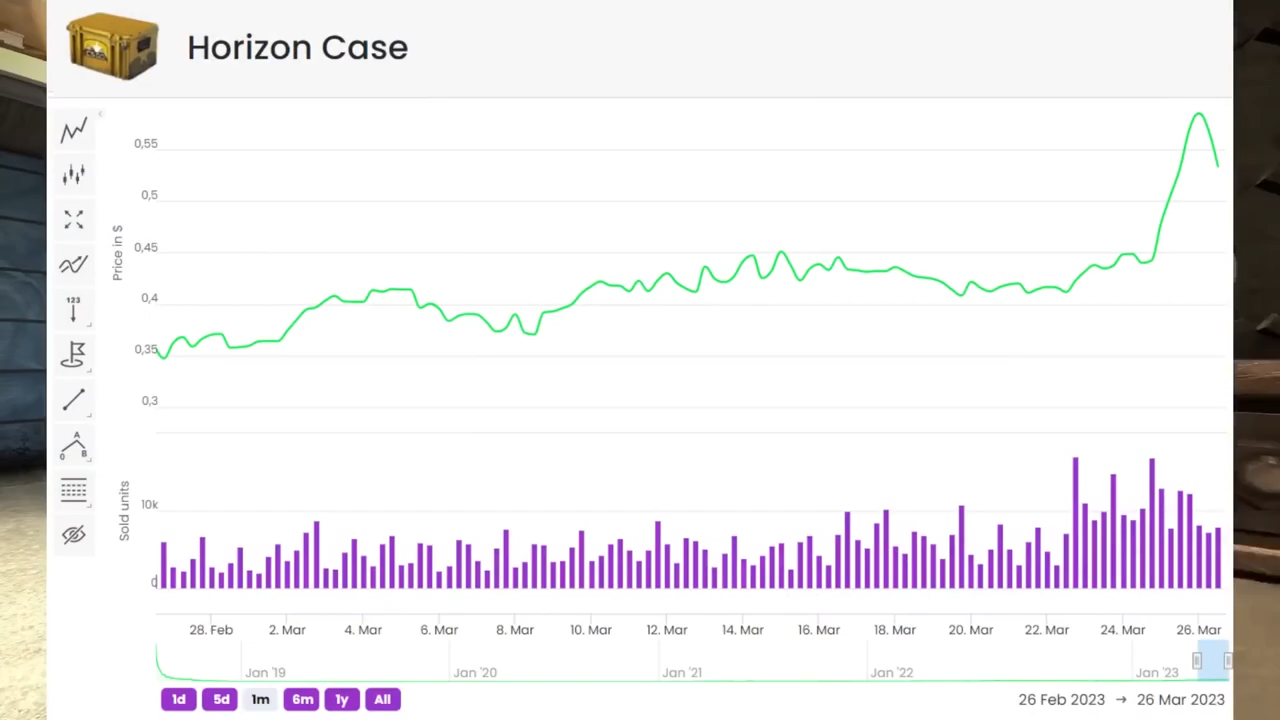 Horizon Case
0,55
0,5
0,45
0,4
0,35
0,3
Price in $
10k
0
Sold units
28. Feb 2. Mar 4. Mar 6. Mar 8. Mar 10. Mar 12. Mar 14. Mar 16. Mar 18. Mar 20. Mar 22. Mar 24. Mar 26. Mar
Jan '19 Jan '20 Jan '21 Jan '22 Jan '23
1d 5d 1m 6m 1y All
26 Feb 2023 → 26 Mar 2023
123
A
0 B